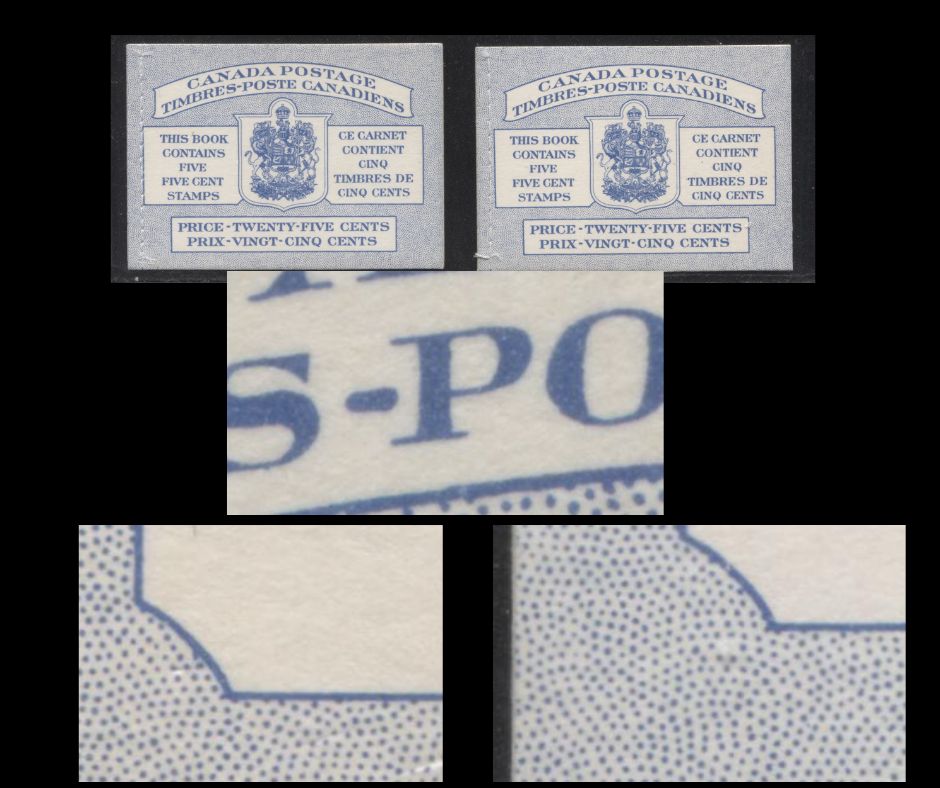 CANADA POSTAGE
TIMBRES-POSTE CANADIENS
THIS BOOK
CONTAINS
FIVE
FIVE CENT
STAMPS
CE CARNET
CONTIENT
CINQ
TIMBRES DE
CINQ CENTS
PRICE - TWENTY-FIVE CENTS
PRIX - VINGT - CINQ CENTS
CANADA POSTAGE
TIMBRES-POSTE CANADIENS
THIS BOOK
CONTAINS
FIVE
FIVE CENT
STAMPS
CE CARNET
CONTIENT
CINQ
TIMBRES DE
CINQ CENTS
PRICE - TWENTY-FIVE CENTS
PRIX - VINGT - CINQ CENTS
S-PO